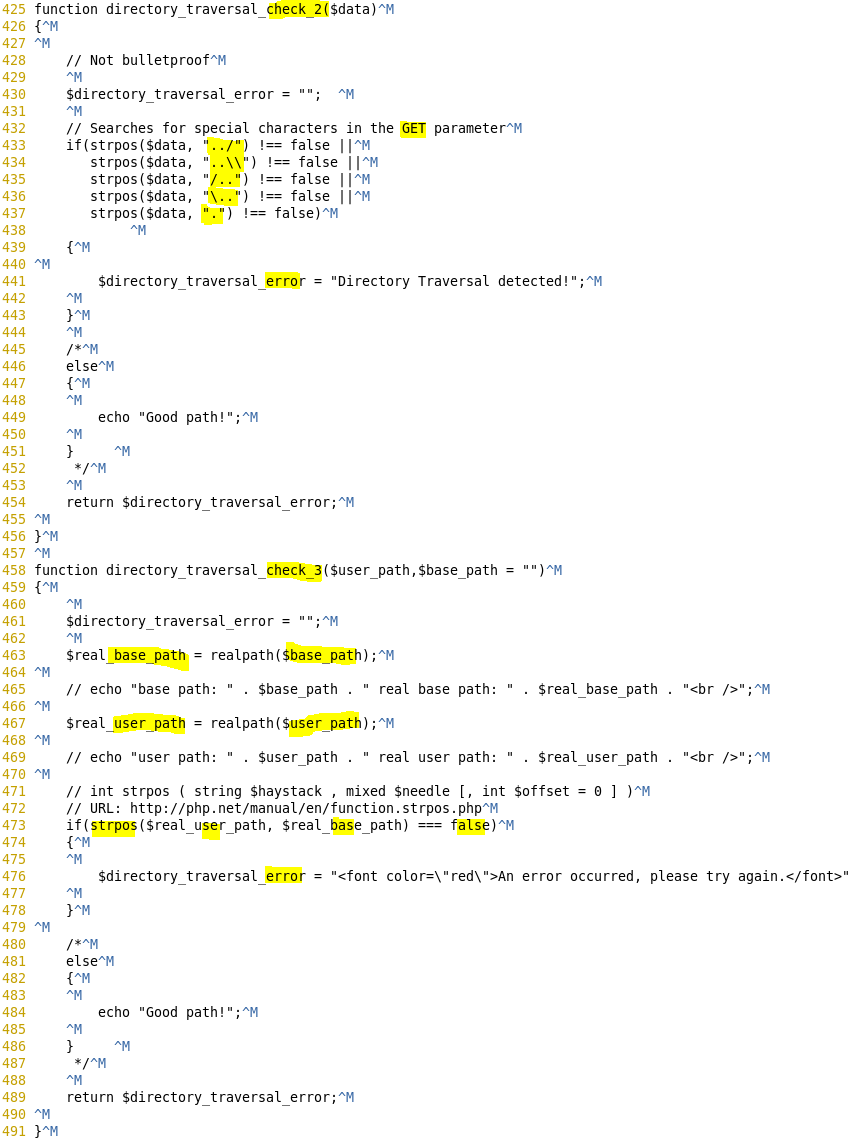 425 function directory_traversal_check_2($data)^M
426 {^M
427 ^M
428     // Not bulletproof^M
429     ^M
430     $directory_traversal_error = "";  ^M
431     ^M
432     // Searches for special characters in the GET parameter^M
433     if(strpos($data, "../") !== false ||^M
434        strpos($data, "..\\") !== false ||^M
435        strpos($data, "/..") !== false ||^M
436        strpos($data, "\..") !== false ||^M
437        strpos($data, ".") !== false)^M
438             ^M
439     {^M
440 ^M
441         $directory_traversal_error = "Directory Traversal detected!";^M
442     ^M
443     }^M
444     ^M
445     /*^M
446     else^M
447     {^M
448     ^M
449         echo "Good path!";^M
450     ^M
451     }     ^M
452      */^M
453     ^M
454     return $directory_traversal_error;^M
455 ^M
456 }^M
457 ^M
458 function directory_traversal_check_3($user_path,$base_path = "")^M
459 {^M
460     ^M
461     $directory_traversal_error = "";^M
462     ^M
463     $real_base_path = realpath($base_path);^M
464 ^M
465     // echo "base path: " . $base_path . " real base path: " . $real_base_path . "<br />";^M
466 ^M
467     $real_user_path = realpath($user_path);^M
468 ^M
469     // echo "user path: " . $user_path . " real user path: " . $real_user_path . "<br />";^M
470 ^M
471     // int strpos ( string $haystack , mixed $needle [, int $offset = 0 ] )^M
472     // URL: http://php.net/manual/en/function.strpos.php^M
473     if(strpos($real_user_path, $real_base_path) === false)^M
474     {^M
475     ^M
476         $directory_traversal_error = "<font color=\"red\">An error occurred, please try again.</font>"
477     ^M
478     }^M
479 ^M
480     /*^M
481     else^M
482     {^M
483     ^M
484         echo "Good path!";^M
485     ^M
486     }     ^M
487      */^M
488     ^M
489     return $directory_traversal_error;^M
490 ^M
491 }^M